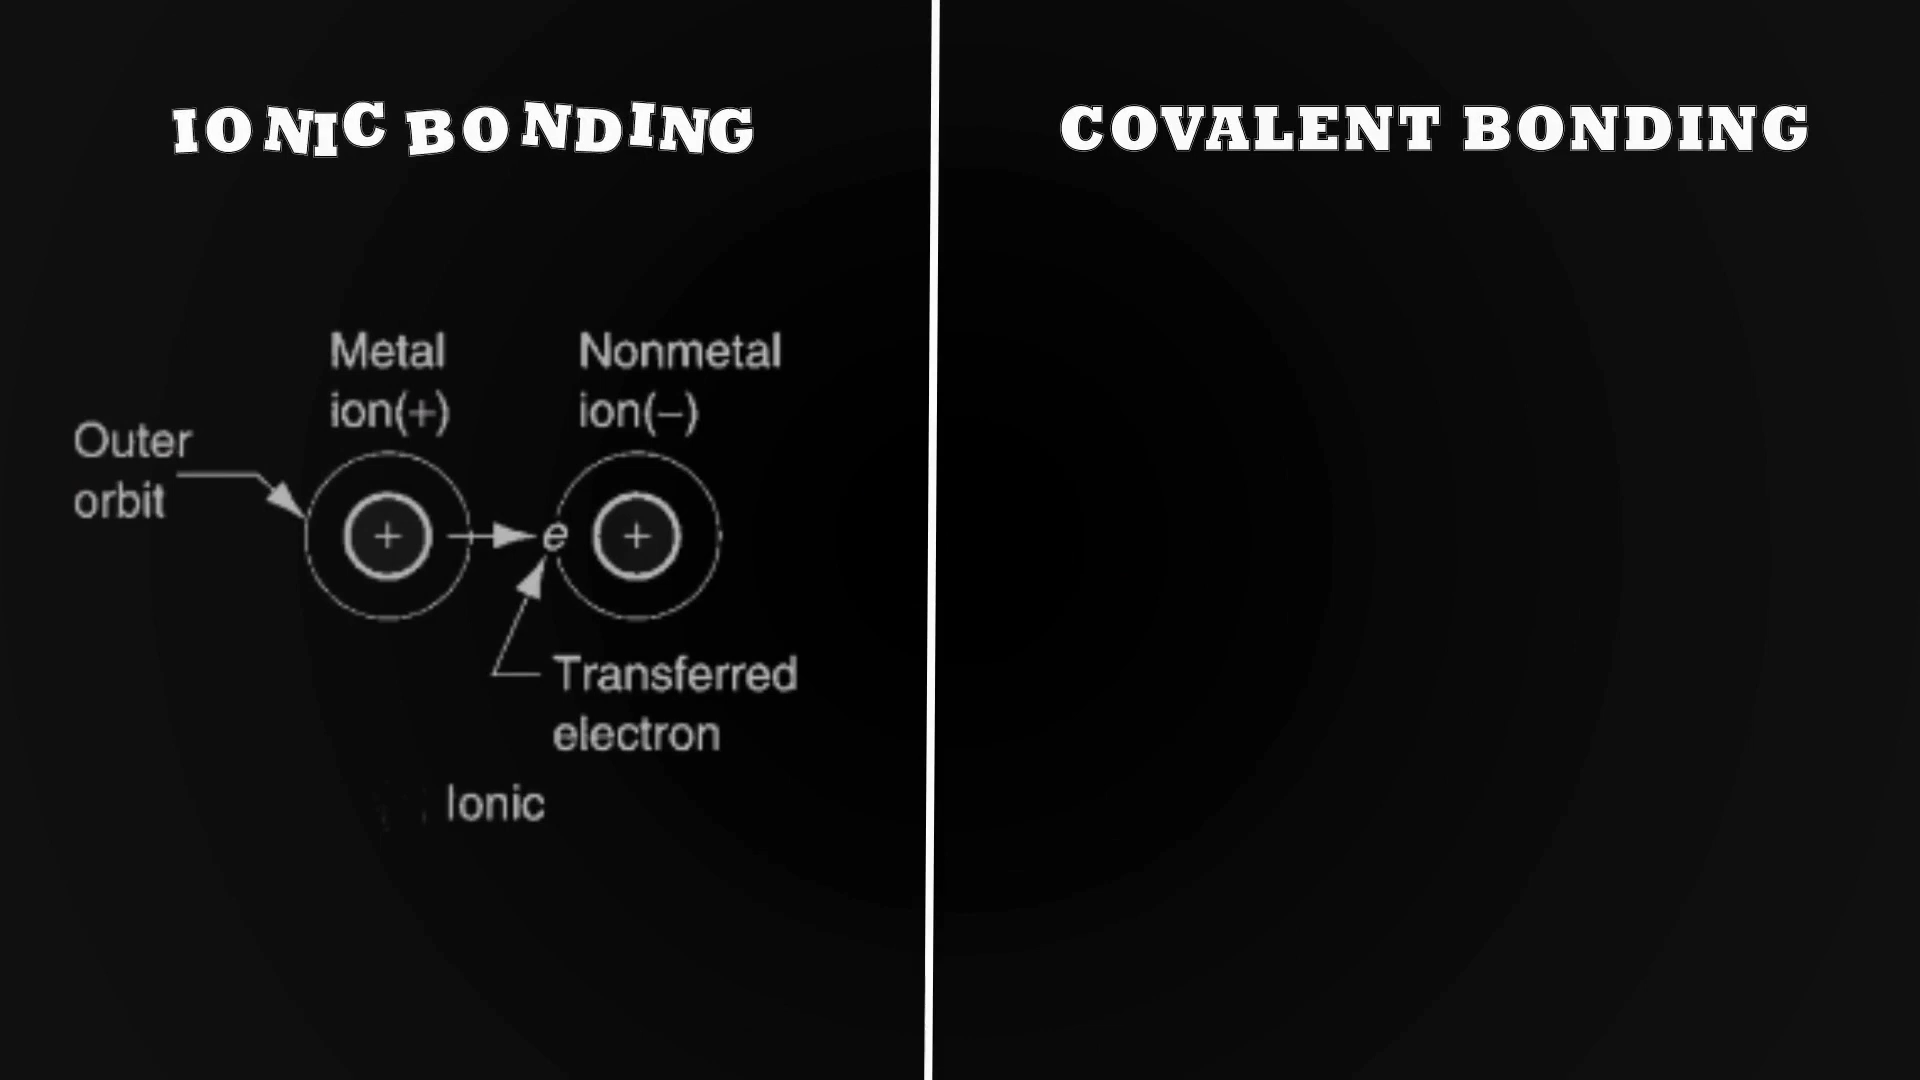 IONIC BONDING
COVALENT BONDING
Metal
ion(+)
Nonmetal
ion(–)
Outer
orbit
+
e
+
Transferred
electron
Ionic